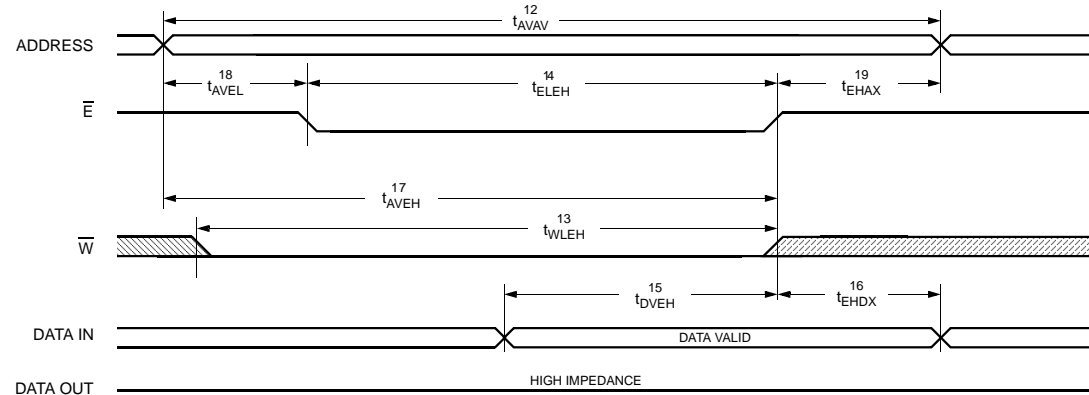 12
tAVAV
ADDRESS
18
tAVEL
14
tELEH
19
tEHAX
E
17
tAVEH
13
tWLEH
W
15
tDVEH
16
tEHDX
DATA IN
DATA VALID
DATA OUT
HIGH IMPEDANCE